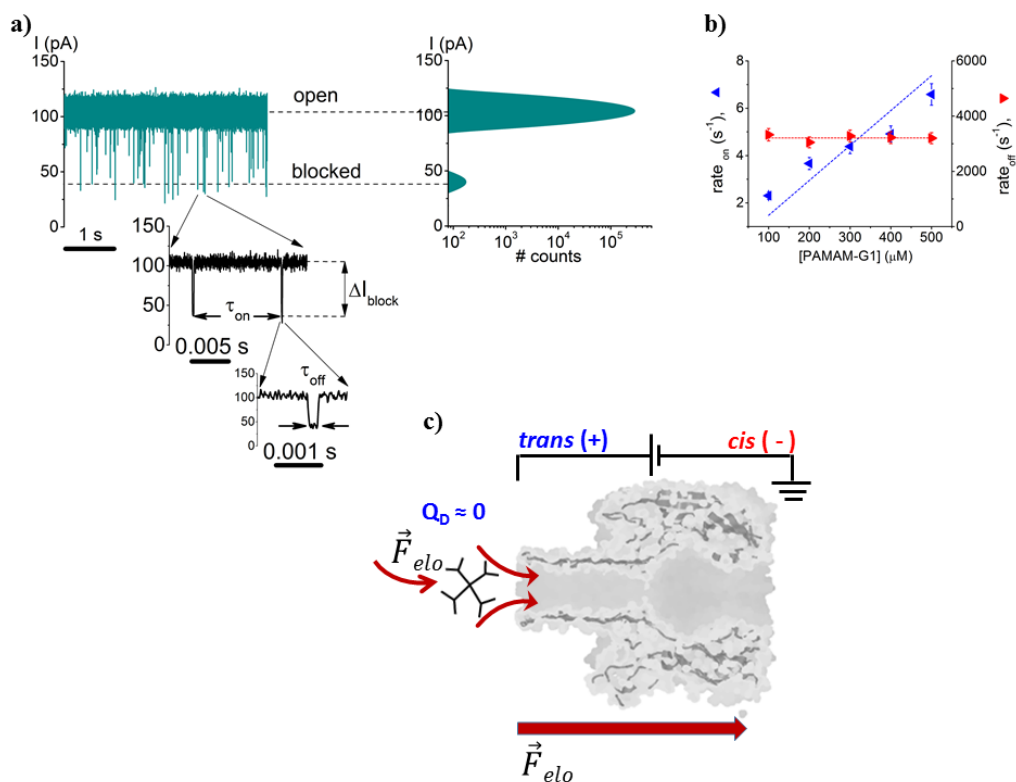 a)
I (pA)
150
100
50
0
open
blocked
1 s
I (pA)
150
100
50
0
10² 10³ 10⁴ 10⁵
# counts
150
100
50
0
τon
ΔIblock
0.005 s
150
100
50
0
τoff
0.001 s
b)
rate on (s⁻¹),
8
6
4
2
6000
4000
2000
0
rateoff (s⁻¹),
100 200 300 400 500
[PAMAM-G1] (µM)
c)
trans (+)
cis ( - )
QD ≈ 0
F⃗elo
F⃗elo